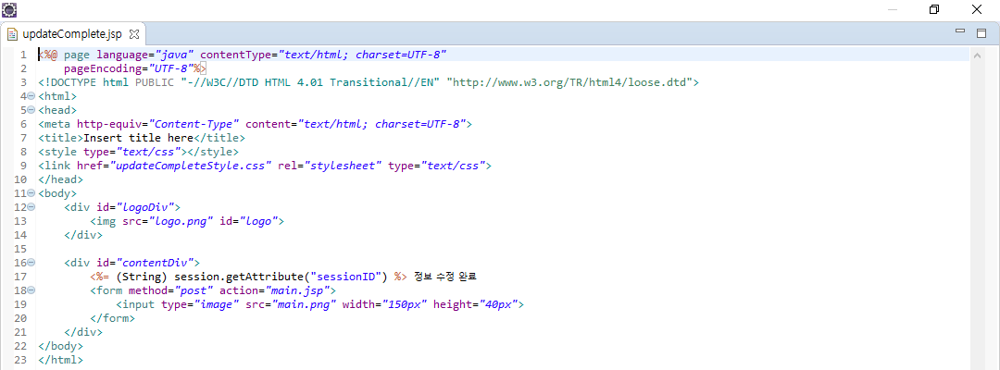 updateComplete.jsp
1 <%@ page language="java" contentType="text/html; charset=UTF-8"
2     pageEncoding="UTF-8"%>
3 <!DOCTYPE html PUBLIC "-//W3C//DTD HTML 4.01 Transitional//EN" "http://www.w3.org/TR/html4/loose.dtd">
4 <html>
5 <head>
6 <meta http-equiv="Content-Type" content="text/html; charset=UTF-8">
7 <title>Insert title here</title>
8 <style type="text/css"></style>
9 <link href="updateCompleteStyle.css" rel="stylesheet" type="text/css">
10 </head>
11 <body>
12     <div id="logoDiv">
13         <img src="logo.png" id="logo">
14     </div>
15
16     <div id="contentDiv">
17         <%= (String) session.getAttribute("sessionID") %> 정보 수정 완료
18         <form method="post" action="main.jsp">
19             <input type="image" src="main.png" width="150px" height="40px">
20         </form>
21     </div>
22 </body>
23 </html>